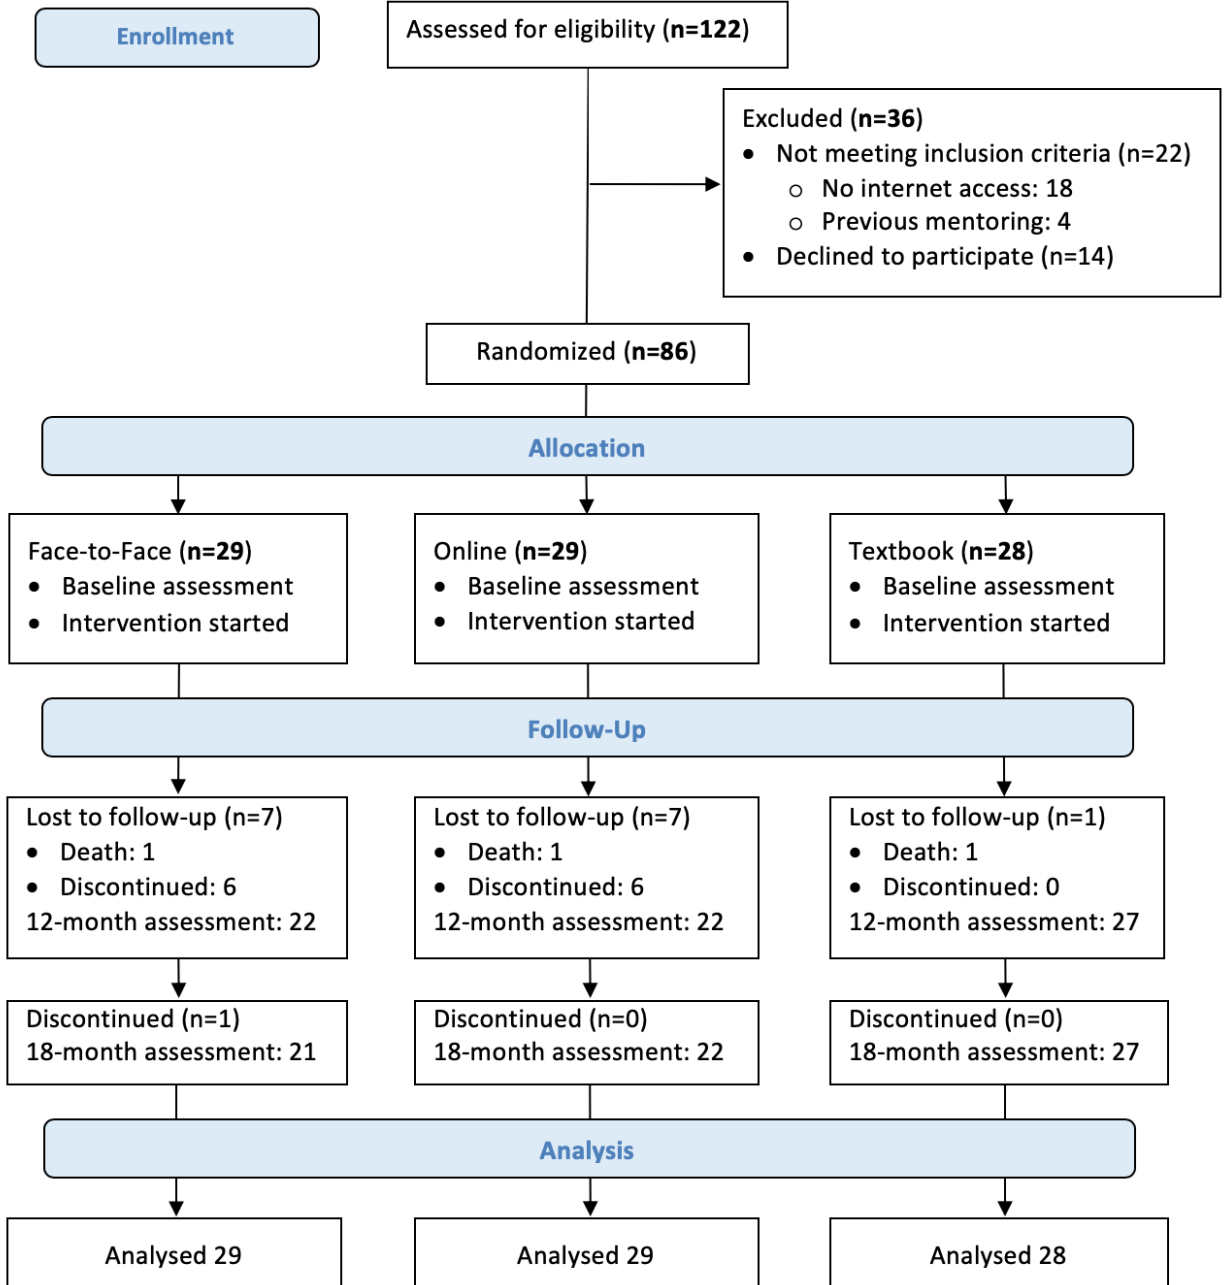 Enrollment
Assessed for eligibility (n=122)
Excluded (n=36)
• Not meeting inclusion criteria (n=22)
o No internet access: 18
o Previous mentoring: 4
• Declined to participate (n=14)
Randomized (n=86)
Allocation
Face-to-Face (n=29)
• Baseline assessment
• Intervention started
Online (n=29)
• Baseline assessment
• Intervention started
Textbook (n=28)
• Baseline assessment
• Intervention started
Follow-Up
Lost to follow-up (n=7)
• Death: 1
• Discontinued: 6
12-month assessment: 22
Lost to follow-up (n=7)
• Death: 1
• Discontinued: 6
12-month assessment: 22
Lost to follow-up (n=1)
• Death: 1
• Discontinued: 0
12-month assessment: 27
Discontinued (n=1)
18-month assessment: 21
Discontinued (n=0)
18-month assessment: 22
Discontinued (n=0)
18-month assessment: 27
Analysis
Analysed 29
Analysed 29
Analysed 28